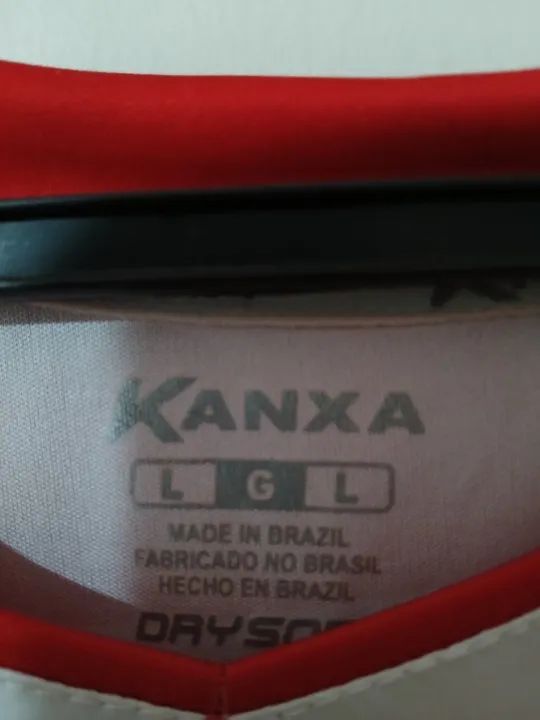 KANXA
L G L
MADE IN BRAZIL
FABRICADO NO BRASIL
HECHO EN BRAZIL